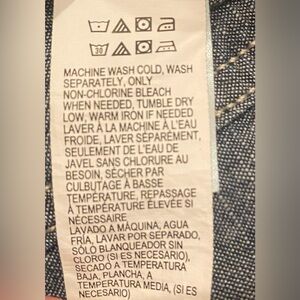 MACHINE WASH COLD, WASH
SEPARATELY, ONLY
NON-CHLORINE BLEACH
WHEN NEEDED, TUMBLE DRY
LOW, WARM IRON IF NEEDED
LAVER À LA MACHINE À L'EAU
FROIDE, LAVER SÉPARÉMENT,
SEULEMENT DE L'EAU DE
JAVEL SANS CHLORURE AU
BESOIN, SÉCHER PAR
CULBUTAGE À BASSE
TEMPÉRATURE, REPASSAGE
À TEMPÉRATURE ÉLEVÉE SI
NÉCESSAIRE
LAVADO A MÁQUINA, AGUA
FRÍA, LAVAR POR SEPARADO,
SÓLO BLANQUEADOR SIN
CLORO (SI ES NECESARIO),
SECADO A TEMPERATURA
BAJA, PLANCHA, A
TEMPERATURA MEDIA, (SI ES
NECESARIO)